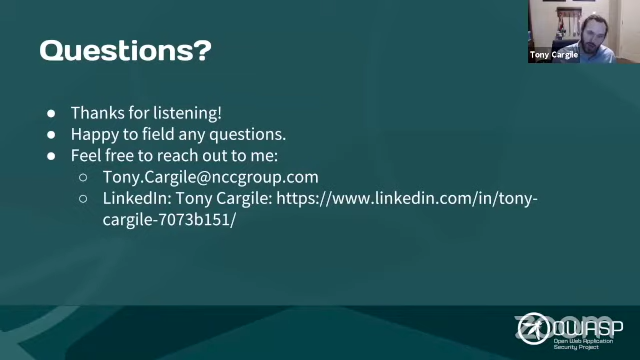 Questions?
Tony Cargile
● Thanks for listening!
● Happy to field any questions.
● Feel free to reach out to me:
○ Tony.Cargile@nccgroup.com
○ LinkedIn: Tony Cargile: https://www.linkedin.com/in/tony-
cargile-7073b151/
zoom
OWASP
Open Web Application
Security Project